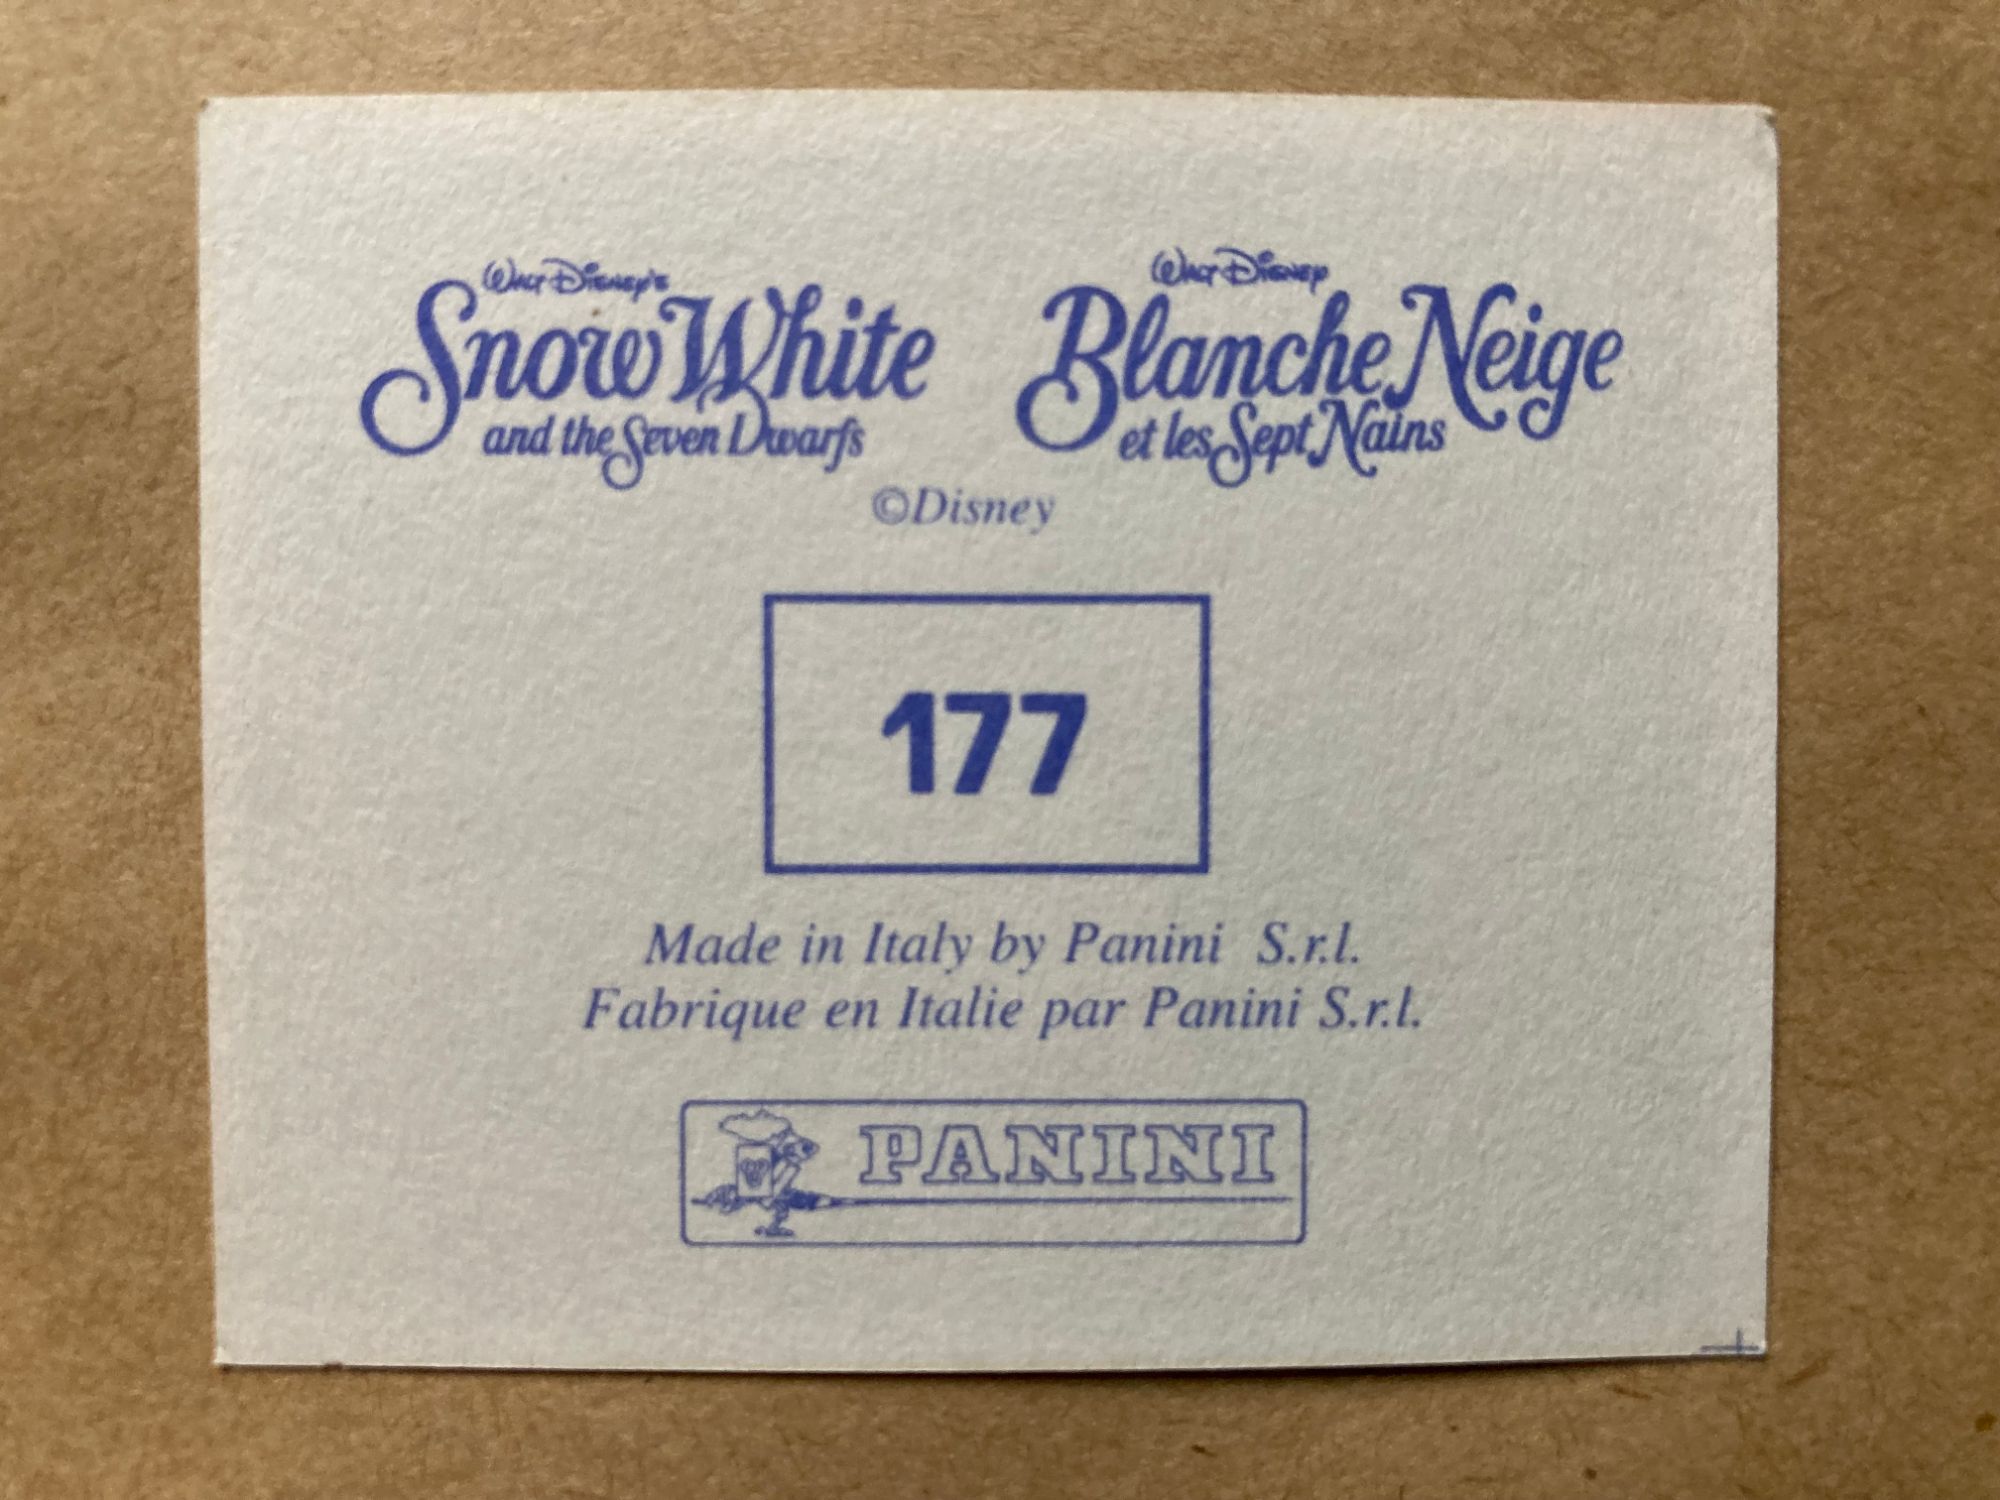 Walt Disney's
Snow White
and the Seven Dwarfs
Walt Disney
Blanche Neige
et les Sept Nains
©Disney
177
Made in Italy by Panini S.r.l.
Fabrique en Italie par Panini S.r.l.
PANINI